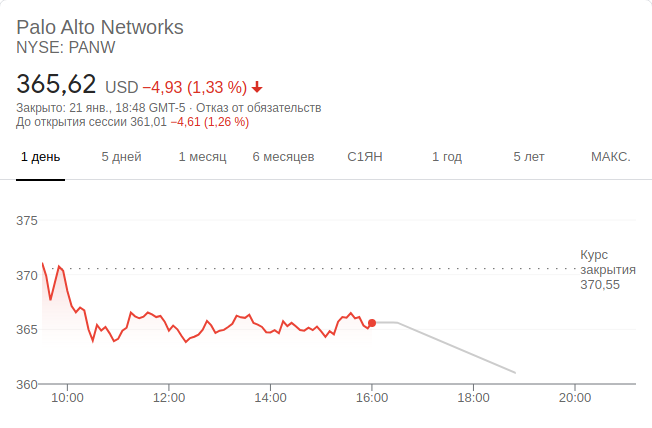 Palo Alto Networks
NYSE: PANW
365,62 USD −4,93 (1,33 %)
Закрыто: 21 янв., 18:48 GMT-5 · Отказ от обязательств
До открытия сессии 361,01 −4,61 (1,26 %)
1 день 5 дней 1 месяц 6 месяцев С1ЯН 1 год 5 лет МАКС.
375
Курс
закрытия
370,55
370
365
360
10:00 12:00 14:00 16:00 18:00 20:00